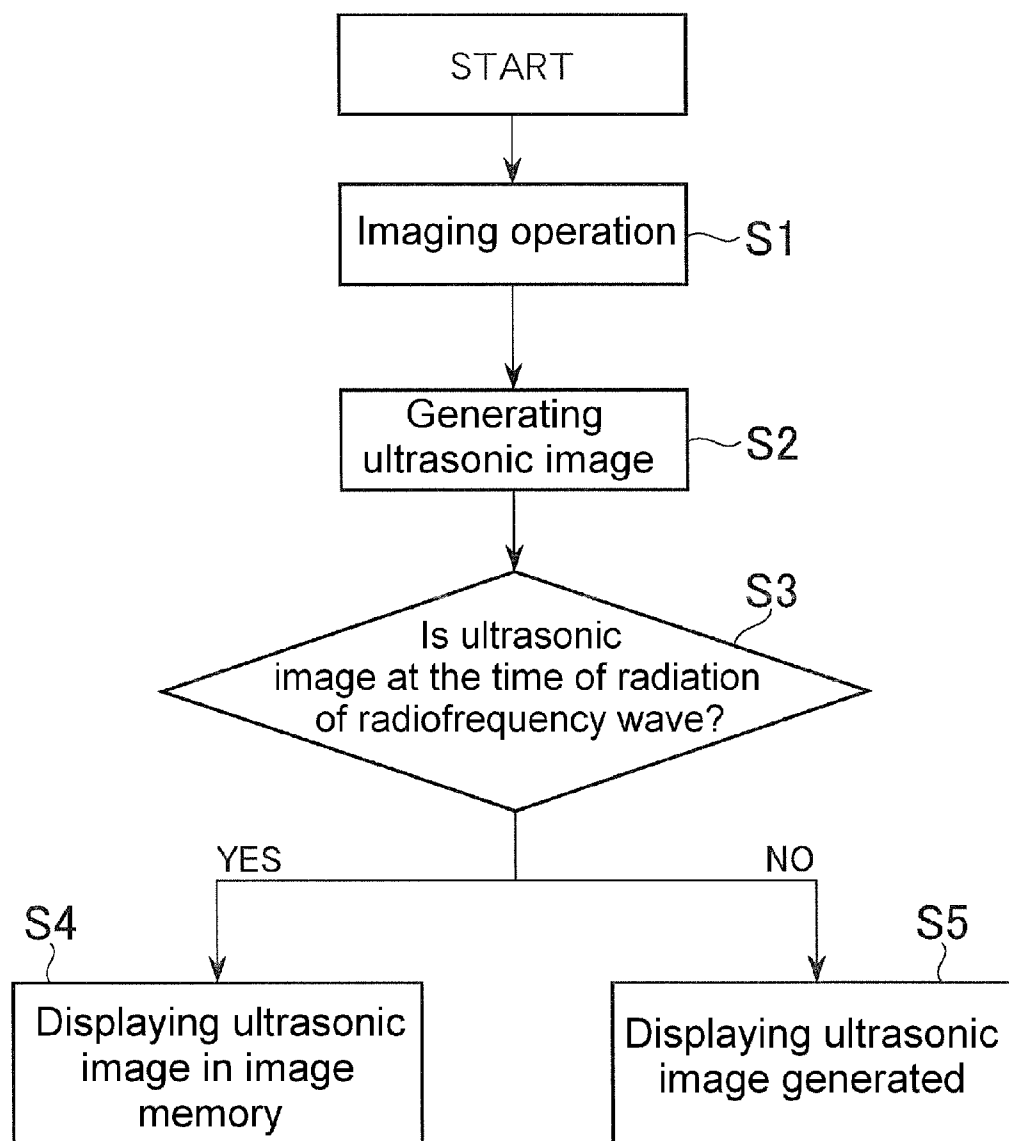 START
Imaging operation
S1
Generating
ultrasonic image
S2
S3
Is ultrasonic
image at the time of radiation
of radiofrequency wave?
YES
NO
S4
S5
Displaying ultrasonic
image in image
memory
Displaying ultrasonic
image generated